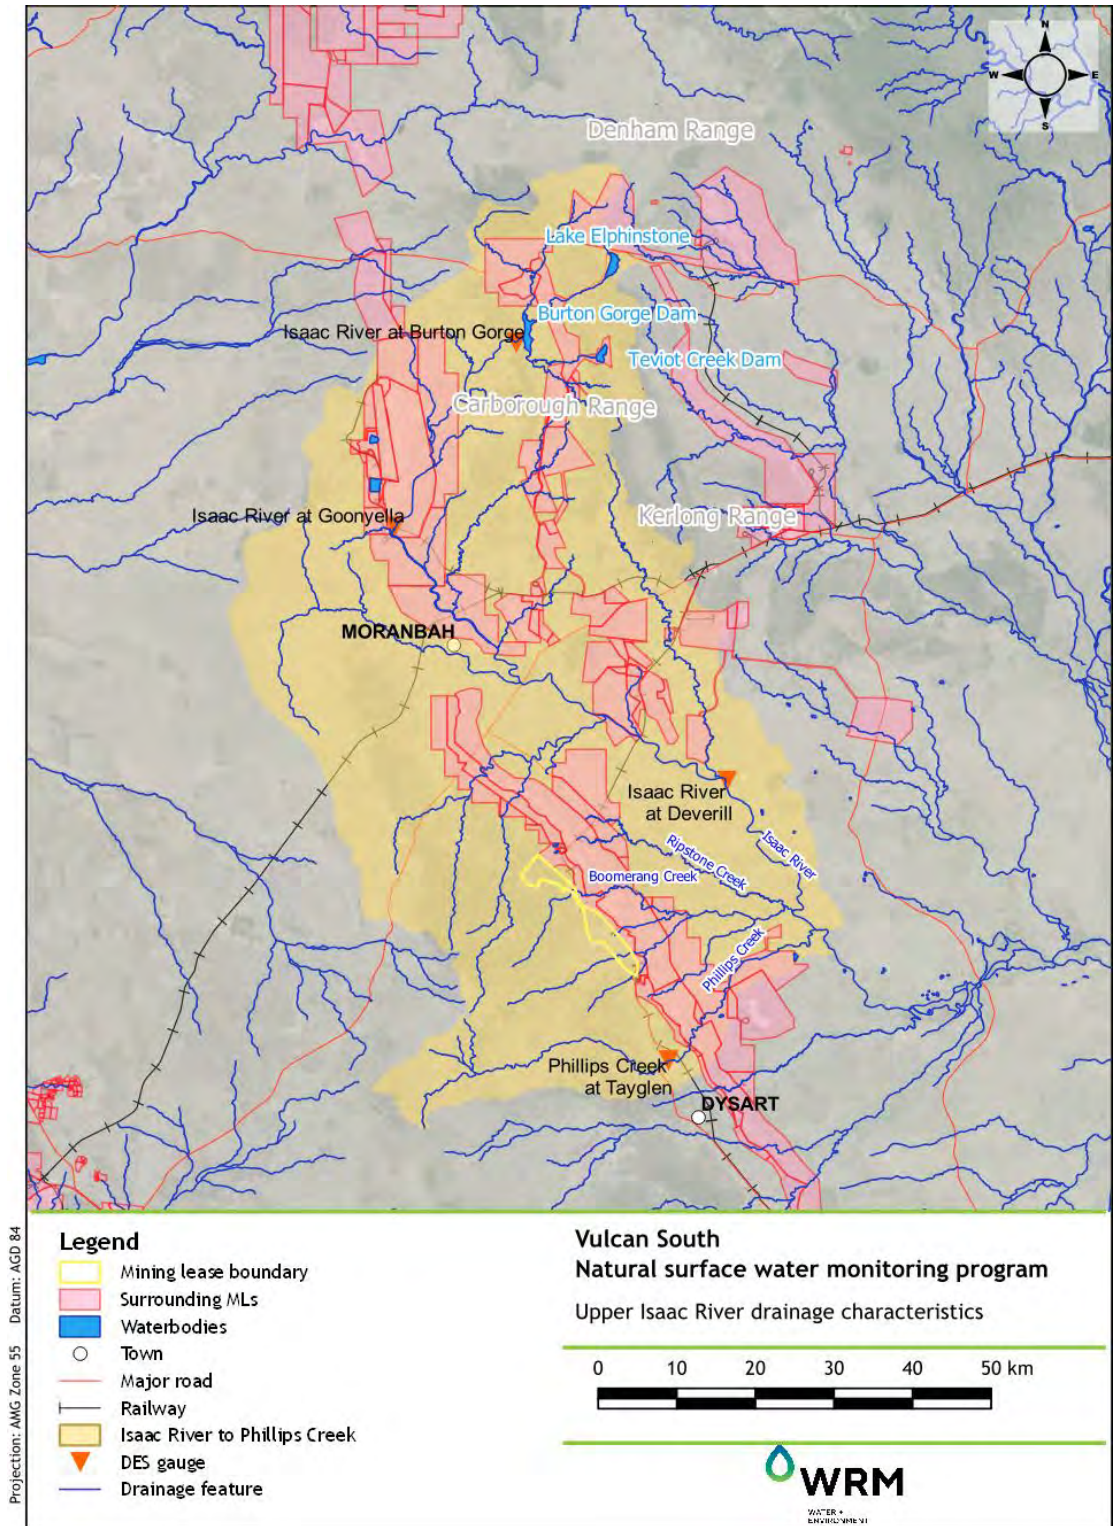 N
W E
S
Denham Range
Lake Elphinstone
Burton Gorge Dam
Isaac River at Burton Gorge
Teviot Creek Dam
Carborough Range
Isaac River at Goonyella
Kerlong Range
MORANBAH
Isaac River
at Deverill
Isaac River
Ripstone Creek
Boomerang Creek
Phillips Creek
Phillips Creek
at Tayglen
DYSART
Projection: AMG Zone 55 Datum: AGD 84
Legend
Mining lease boundary
Surrounding MLs
Waterbodies
Town
Major road
Railway
Isaac River to Phillips Creek
DES gauge
Drainage feature
Vulcan South
Natural surface water monitoring program
Upper Isaac River drainage characteristics
0 10 20 30 40 50 km
WRM
WATER +
ENVIRONMENT